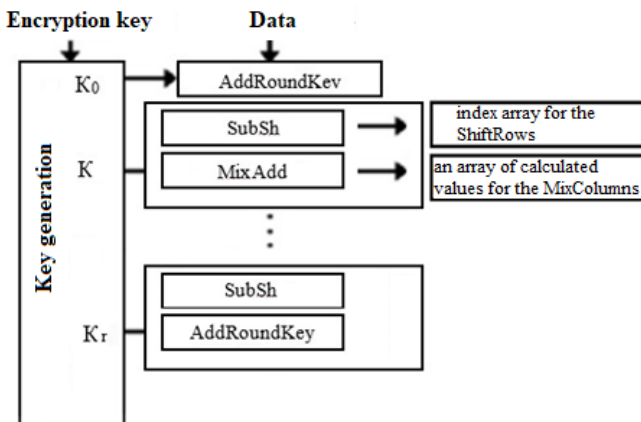 Encryption key
Data
K0
AddRoundKev
SubSh
index array for the
ShiftRows
K
MixAdd
an array of calculated
values for the MixColumns
Key generation
SubSh
Kr
AddRoundKey